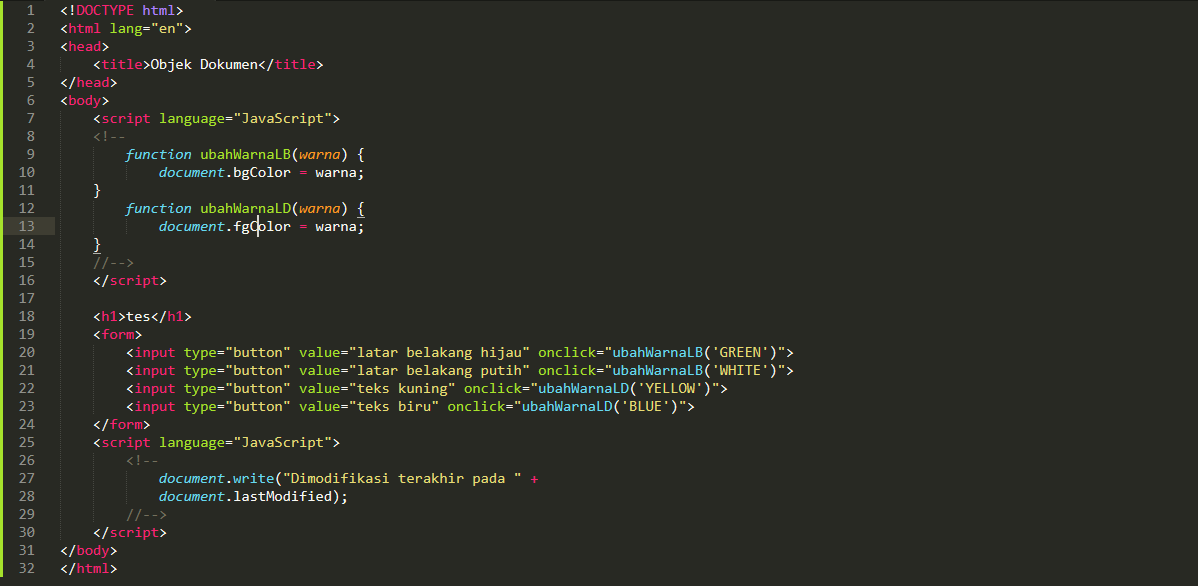 1 <!DOCTYPE html>
2 <html lang="en">
3 <head>
4     <title>Objek Dokumen</title>
5 </head>
6 <body>
7     <script language="JavaScript">
8     <!--
9         function ubahWarnaLB(warna) {
10             document.bgColor = warna;
11     }
12         function ubahWarnaLD(warna) {
13             document.fgColor = warna;
14     }
15     //-->
16     </script>
17
18     <h1>tes</h1>
19     <form>
20         <input type="button" value="latar belakang hijau" onclick="ubahWarnaLB('GREEN')">
21         <input type="button" value="latar belakang putih" onclick="ubahWarnaLB('WHITE')">
22         <input type="button" value="teks kuning" onclick="ubahWarnaLD('YELLOW')">
23         <input type="button" value="teks biru" onclick="ubahWarnaLD('BLUE')">
24     </form>
25     <script language="JavaScript">
26         <!--
27             document.write("Dimodifikasi terakhir pada " +
28             document.lastModified);
29         //-->
30     </script>
31 </body>
32 </html>